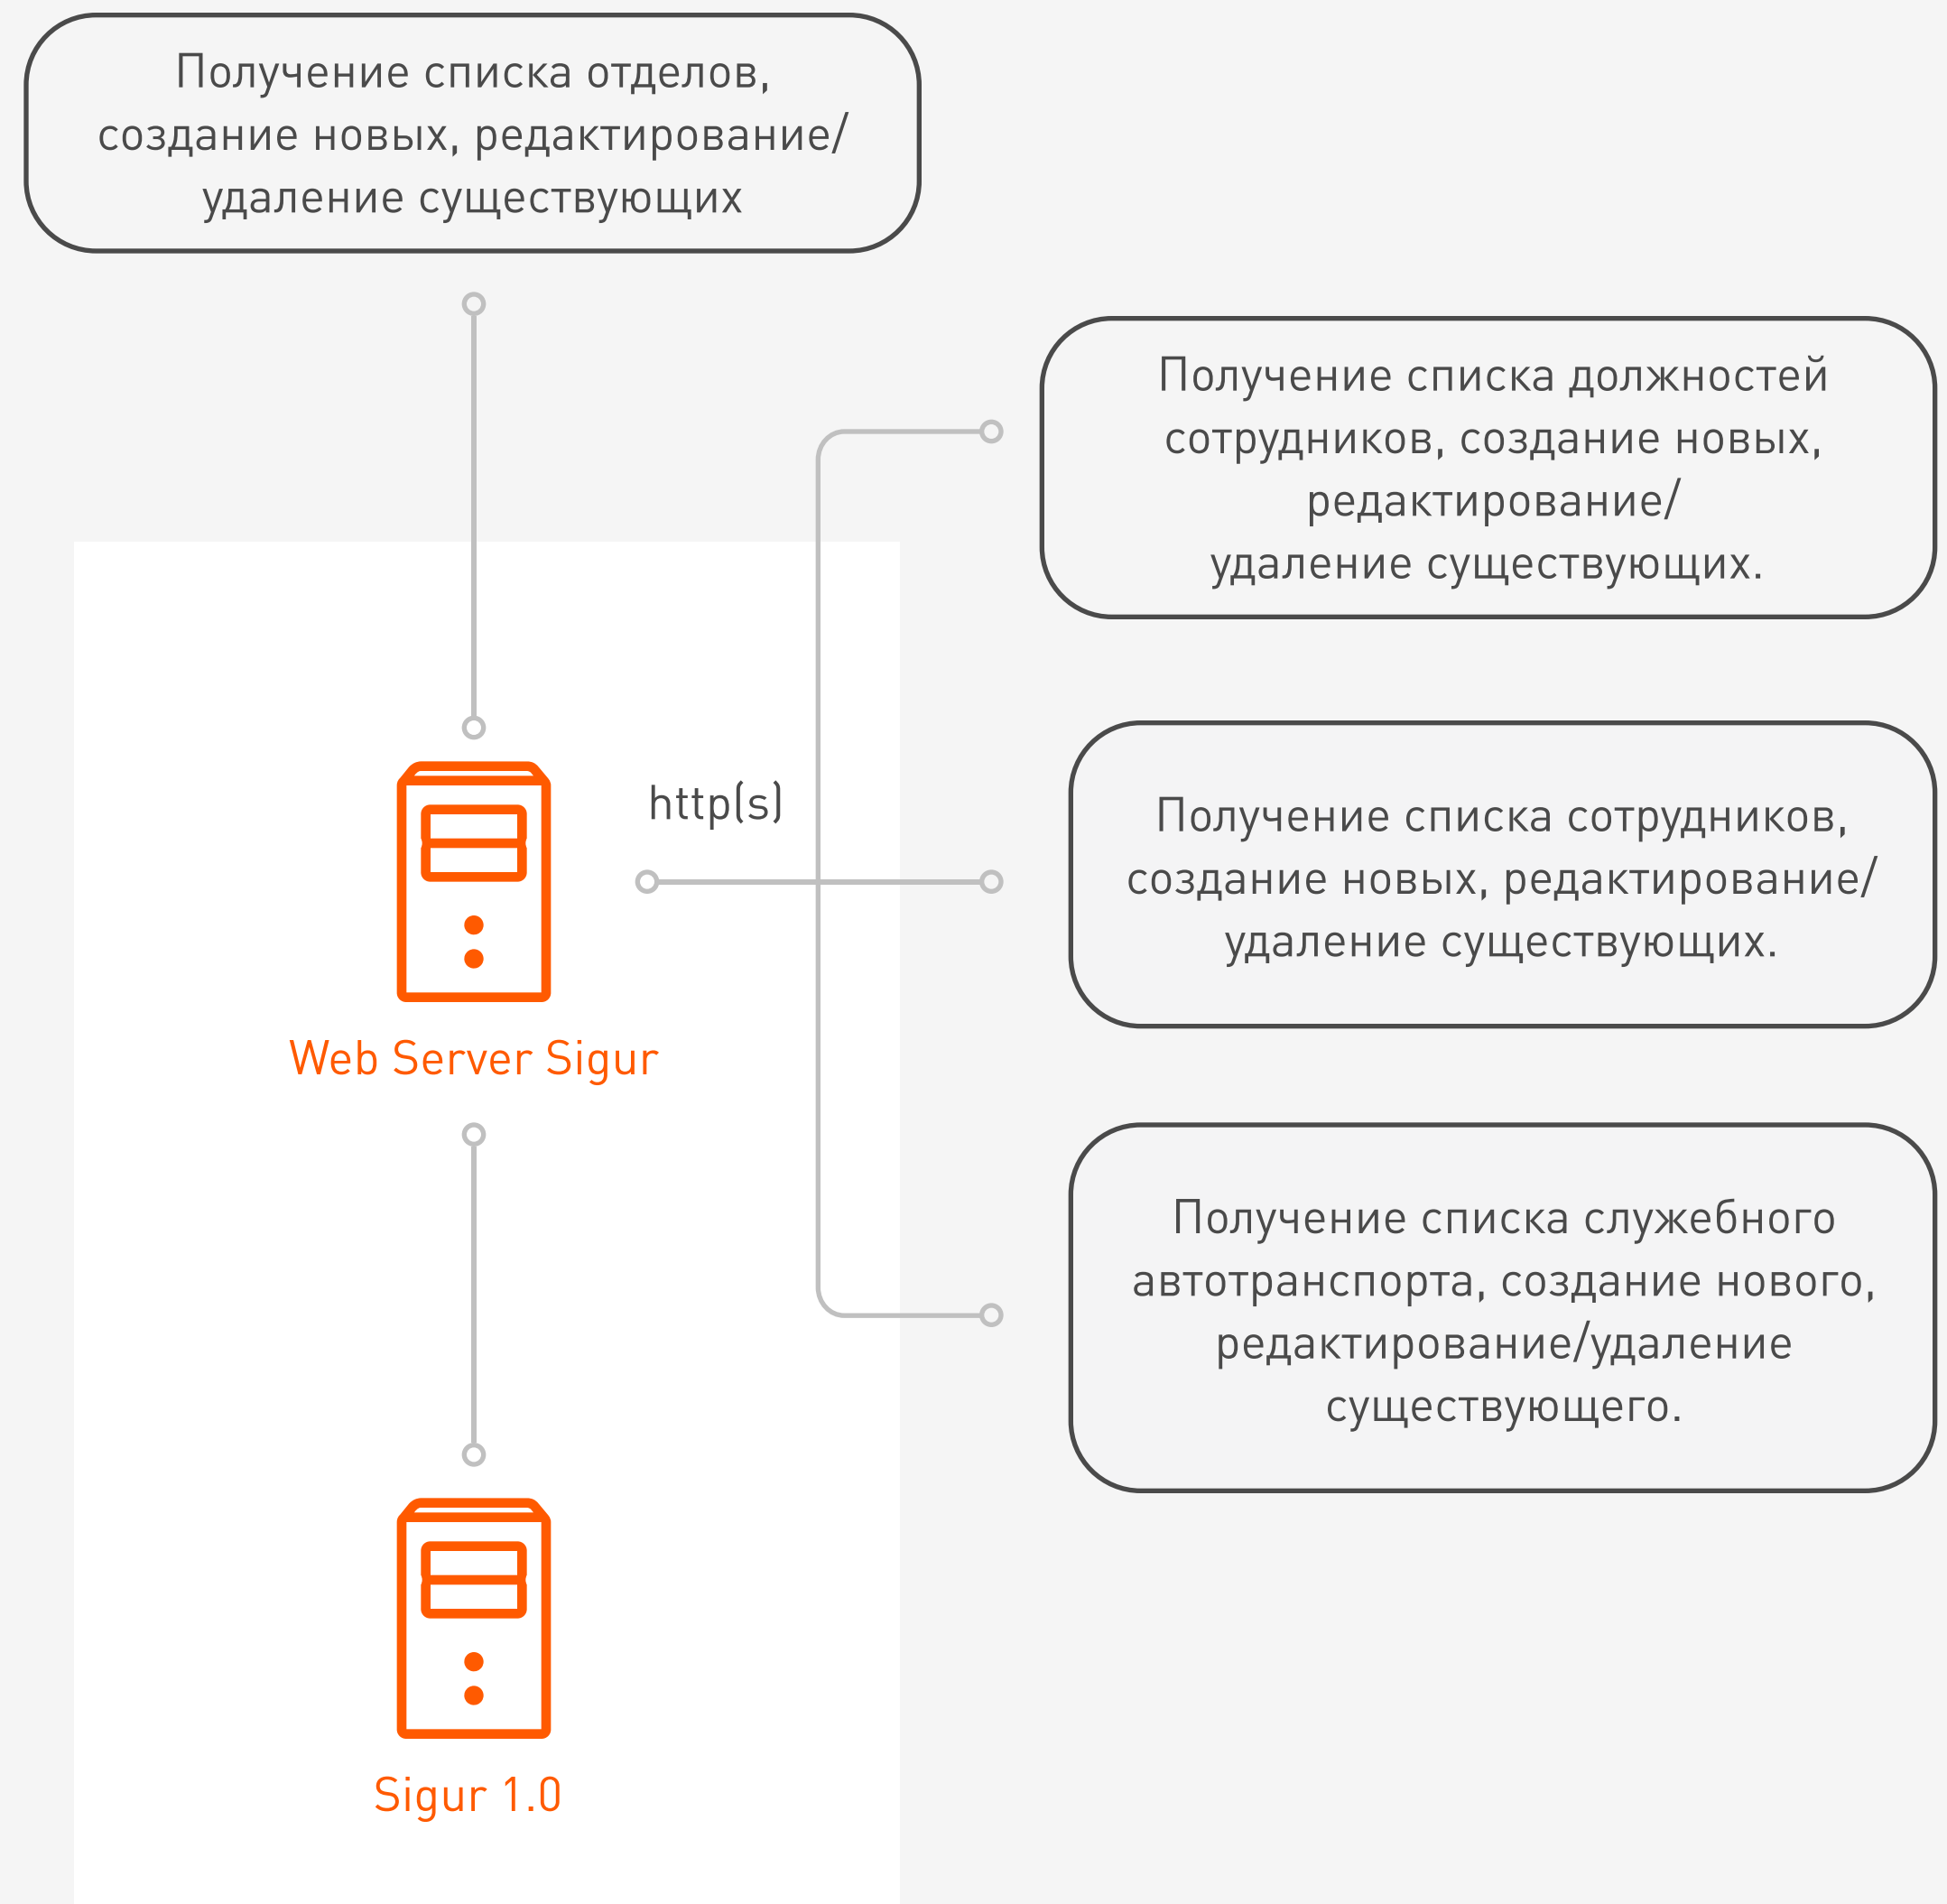 Получение списка отделов,
создание новых, редактирование/
удаление существующих
Получение списка должностей
сотрудников, создание новых,
редактирование/
удаление существующих.
http(s)
Получение списка сотрудников,
создание новых, редактирование/
удаление существующих.
Web Server Sigur
Получение списка служебного
автотранспорта, создание нового,
редактирование/удаление
существующего.
Sigur 1.0